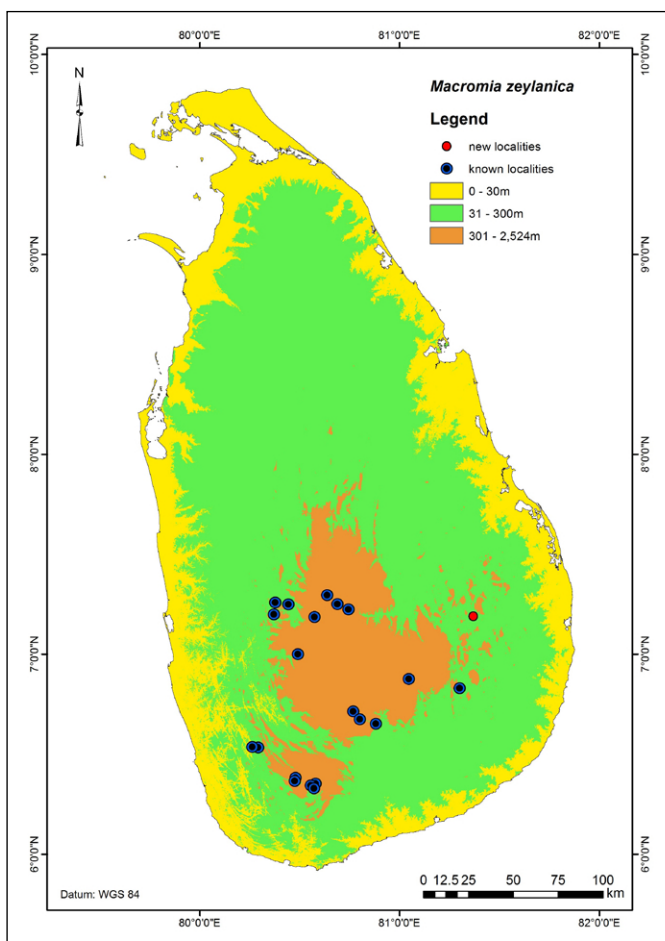 80°0'0"E 81°0'0"E 82°0'0"E
10°0'0"N
10°0'0"N
N
Macromia zeylanica
Legend
new localities
known localities
0 - 30m
31 - 300m
301 - 2,524m
9°0'0"N
9°0'0"N
8°0'0"N
8°0'0"N
7°0'0"N
7°0'0"N
6°0'0"N
6°0'0"N
Datum: WGS 84
0 12.5 25 50 75 100
km
80°0'0"E 81°0'0"E 82°0'0"E